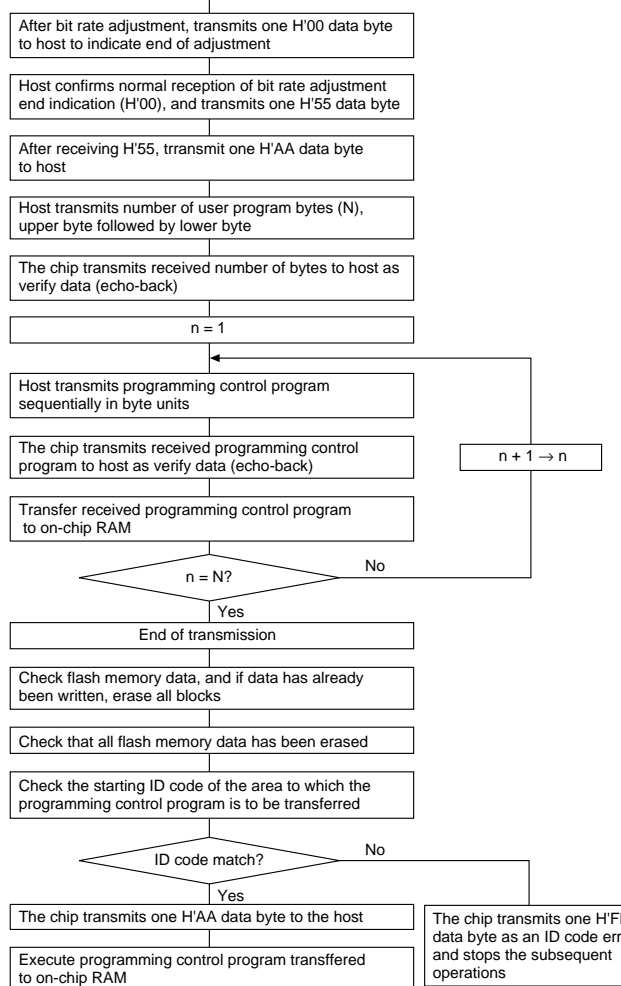 After bit rate adjustment, transmits one H'00 data byte
to host to indicate end of adjustment
Host confirms normal reception of bit rate adjustment
end indication (H'00), and transmits one H'55 data byte
After receiving H'55, trransmit one H'AA data byte
to host
Host transmits number of user program bytes (N),
upper byte followed by lower byte
The chip transmits received number of bytes to host as
verify data (echo-back)
n = 1
Host transmits programming control program
sequentially in byte units
The chip transmits received programming control
program to host as verify data (echo-back)
n + 1 → n
Transfer received programming control program
to on-chip RAM
n = N?
No
Yes
End of transmission
Check flash memory data, and if data has already
been written, erase all blocks
Check that all flash memory data has been erased
Check the starting ID code of the area to which the
programming control program is to be transferred
ID code match?
No
Yes
The chip transmits one H'AA data byte to the host
Execute programming control program transffered
to on-chip RAM
The chip transmits one
data byte as an ID code
and stops the subsequent
operations